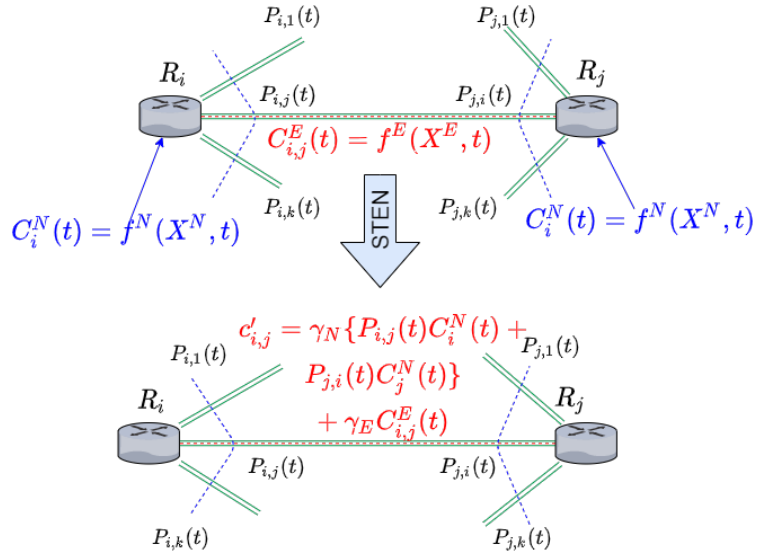 P_{i,1}(t)
P_{j,1}(t)
R_i
R_j
P_{i,j}(t)
P_{j,i}(t)
C^E_{i,j}(t) = f^E(X^E, t)
P_{i,k}(t)
P_{j,k}(t)
C^N_i(t) = f^N(X^N, t)
C^N_i(t) = f^N(X^N, t)
STEN
c'_{i,j} = γ_N{P_{i,j}(t)C^N_i(t) +
P_{j,i}(t)C^N_j(t)}
+ γ_E C^E_{i,j}(t)
P_{i,1}(t)
P_{j,1}(t)
R_i
R_j
P_{i,j}(t)
P_{j,i}(t)
P_{i,k}(t)
P_{j,k}(t)